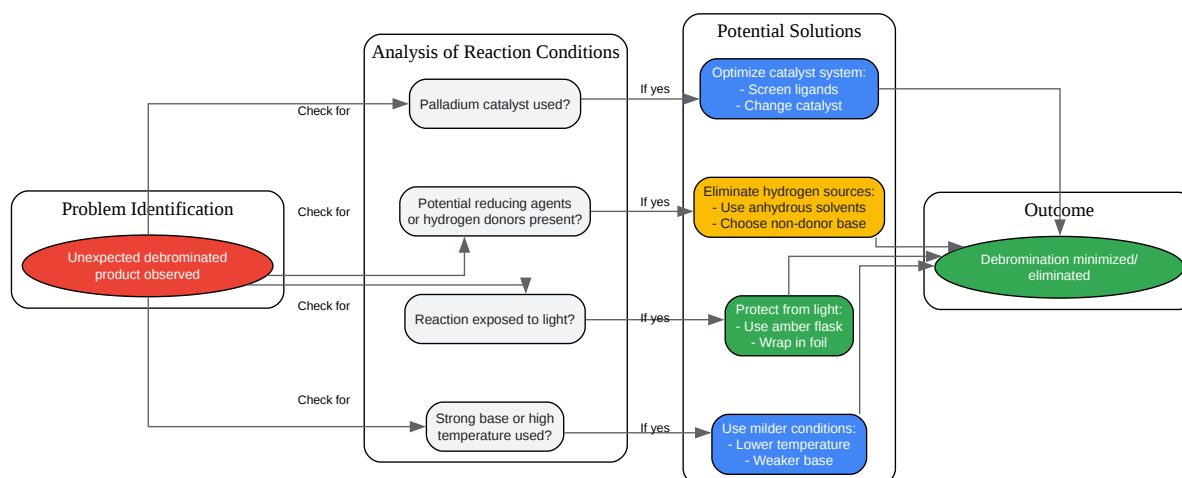 Problem Identification
Unexpected debrominated
product observed
Check for
Check for
Check for
Check for
Analysis of Reaction Conditions
Palladium catalyst used?
Potential reducing agents
or hydrogen donors present?
Reaction exposed to light?
Strong base or high
temperature used?
If yes
If yes
If yes
If yes
Potential Solutions
Optimize catalyst system:
- Screen ligands
- Change catalyst
Eliminate hydrogen sources:
- Use anhydrous solvents
- Choose non-donor base
Protect from light:
- Use amber flask
- Wrap in foil
Use milder conditions:
- Lower temperature
- Weaker base
Outcome
Debromination minimized/
eliminated